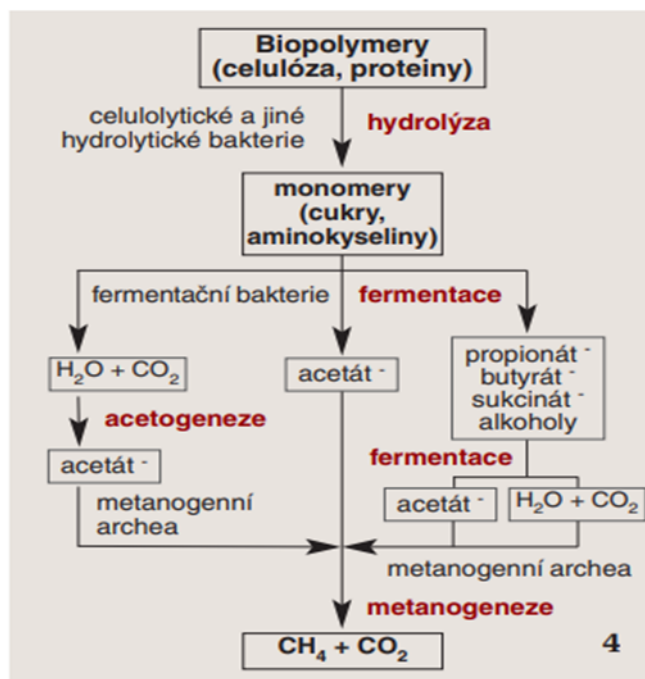 Biopolymery
(celulóza, proteiny)
celulolytické a jiné
hydrolytické bakterie
hydrolýza
monomery
(cukry,
aminokyseliny)
fermentační bakterie
fermentace
H₂O + CO₂
acetát ⁻
propionát ⁻
butyrát ⁻
sukcinát ⁻
alkoholy
acetogeneze
fermentace
acetát ⁻
acetát ⁻
H₂O + CO₂
metanogenní
archea
metanogenní archea
metanogeneze
CH₄ + CO₂
4